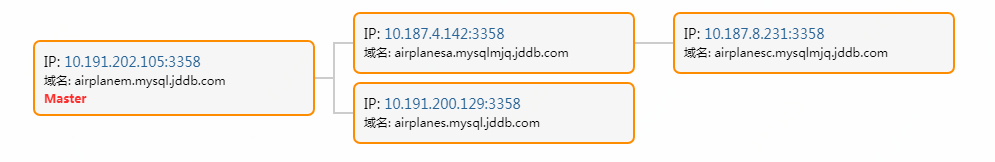 IP: 10.191.202.105:3358
域名: airplanem.mysql.jddb.com
Master
IP: 10.187.4.142:3358
域名: airplanesa.mysqlmjq.jddb.com
IP: 10.191.200.129:3358
域名: airplanes.mysql.jddb.com
IP: 10.187.8.231:3358
域名: airplanesc.mysqlmjq.jddb.com